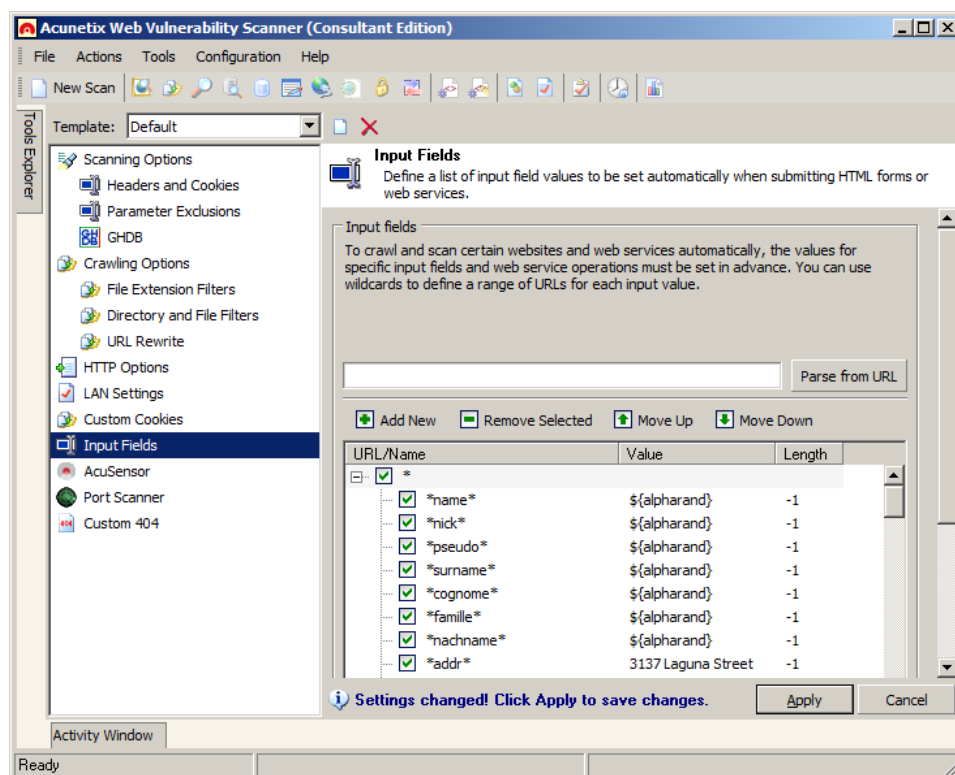 Acunetix Web Vulnerability Scanner (Consultant Edition)
File Actions Tools Configuration Help
New Scan
Tools Explorer
Template: Default
Scanning Options
Headers and Cookies
Parameter Exclusions
GHDB
Crawling Options
File Extension Filters
Directory and File Filters
URL Rewrite
HTTP Options
LAN Settings
Custom Cookies
Input Fields
AcuSensor
Port Scanner
404 Custom 404
Input Fields
Define a list of input field values to be set automatically when submitting HTML forms or
web services.
Input fields
To crawl and scan certain websites and web services automatically, the values for
specific input fields and web service operations must be set in advance. You can use
wildcards to define a range of URLs for each input value.
Parse from URL
Add New Remove Selected Move Up Move Down
URL/Name Value Length
*
*name* ${alpharand} -1
*nick* ${alpharand} -1
*pseudo* ${alpharand} -1
*surname* ${alpharand} -1
*cognome* ${alpharand} -1
*famille* ${alpharand} -1
*nachname* ${alpharand} -1
*addr* 3137 Laguna Street -1
Settings changed! Click Apply to save changes. Apply Cancel
Activity Window
Ready